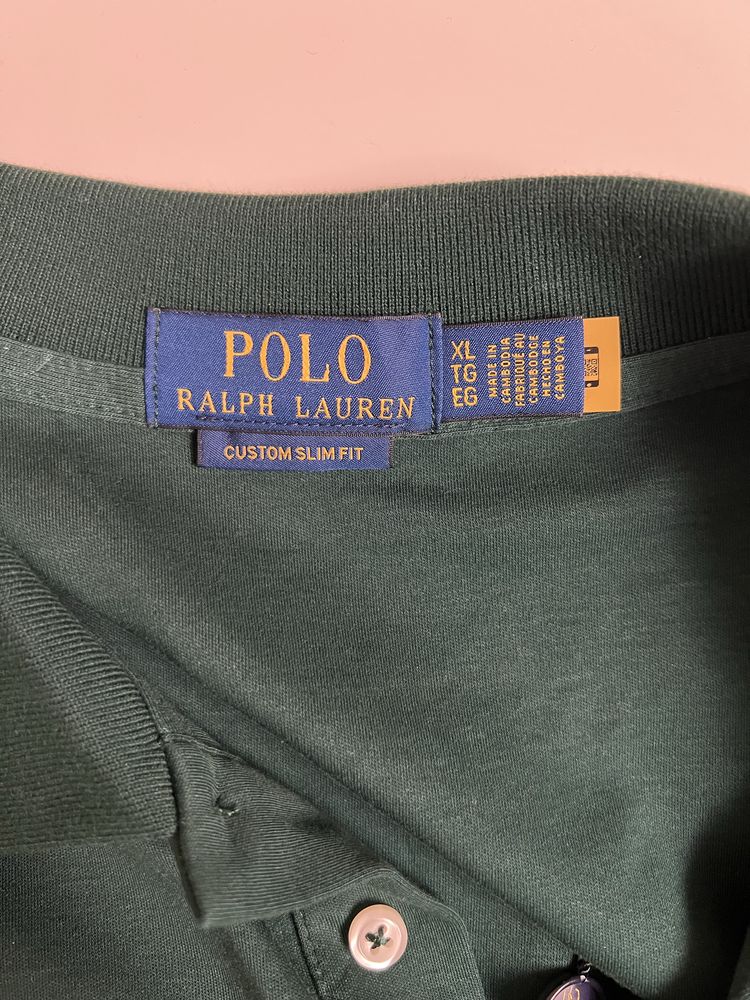 POLO
RALPH LAUREN
CUSTOM SLIM FIT
XL
TG
EG
MADE IN
CAMBODIA
FABRIQUÉ AU
CAMBODGE
HECHO EN
CAMBOYA